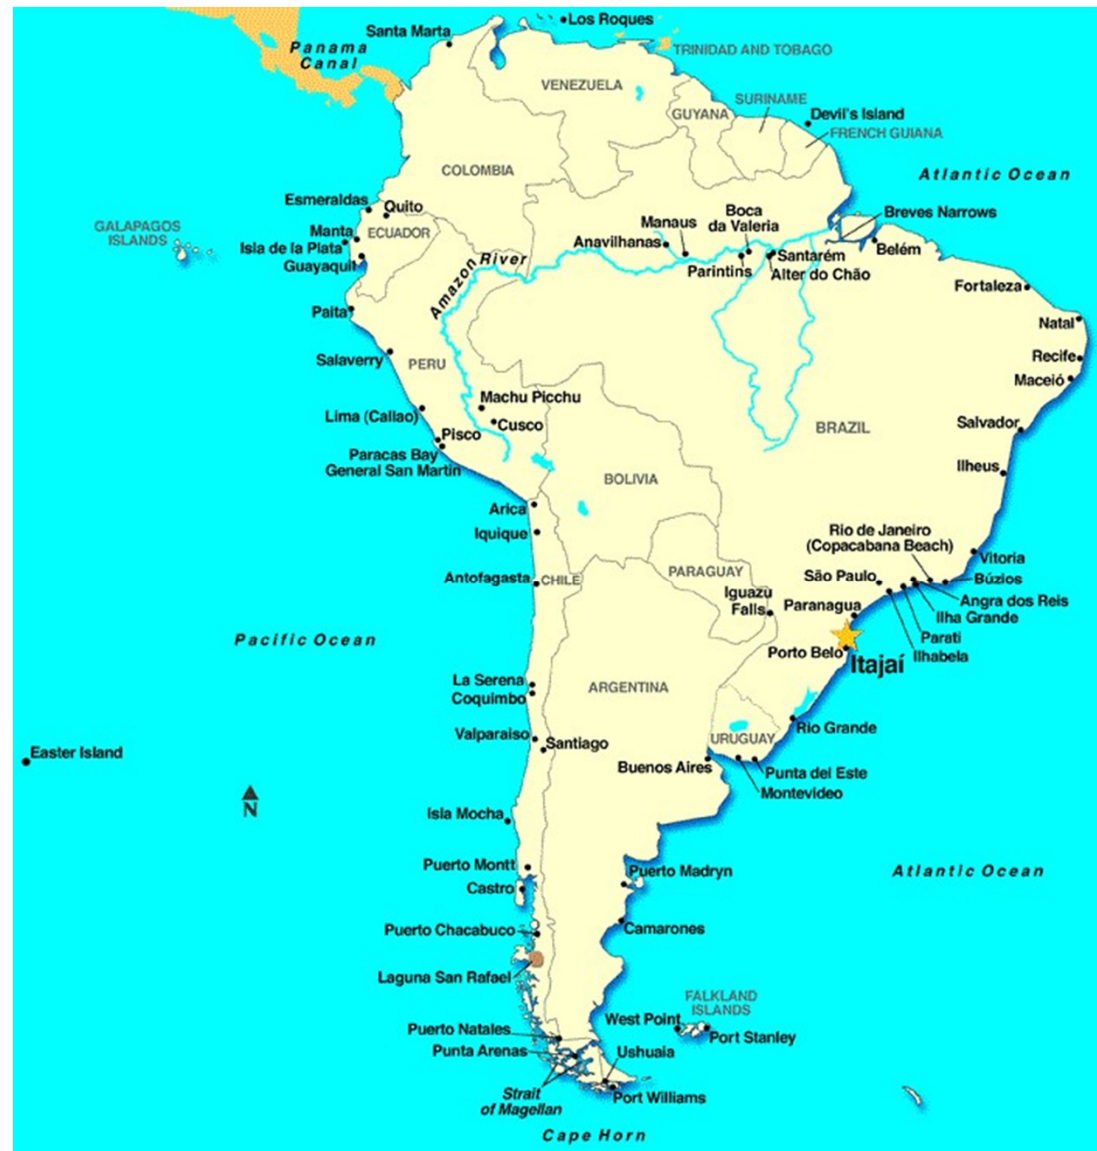 Los Roques
Santa Marta
Panama
Canal
TRINIDAD AND TOBAGO
VENEZUELA
SURINAME
GUYANA
Devil's Island
FRENCH GUIANA
COLOMBIA
Atlantic Ocean
Esmeraldas
Quito
GALAPAGOS
ISLANDS
Manta
ECUADOR
Isla de la Plata
Guayaquil
Boca
da Valeria
Manaus
Anavilhanas
Breves Narrows
Belém
Amazon River
Parintins
Santarém
Alter do Chão
Fortaleza
Paita
Natal
Salaverry
PERU
Recife
Maceió
Machu Picchu
Lima (Callao)
Cusco
Pisco
BRAZIL
Salvador
Paracas Bay
General San Martin
Ilheus
BOLIVIA
Arica
Iquique
Rio de Janeiro
(Copacabana Beach)
Vitoria
Antofagasta
CHILE
PARAGUAY
São Paulo
Búzios
Iguazu
Falls
Paranagua
Angra dos Reis
Ilha Grande
Parati
Ilhabela
Pacific Ocean
Porto Belo
Itajaí
La Serena
Coquimbo
ARGENTINA
Rio Grande
Valparaiso
Santiago
URUGUAY
Easter Island
Buenos Aires
Punta del Este
Montevideo
N
Isla Mocha
Puerto Montt
Puerto Madryn
Atlantic Ocean
Castro
Puerto Chacabuco
Camarones
Laguna San Rafael
FALKLAND
ISLANDS
West Point
Port Stanley
Puerto Natales
Punta Arenas
Ushuaia
Strait
of Magellan
Port Williams
Cape Horn